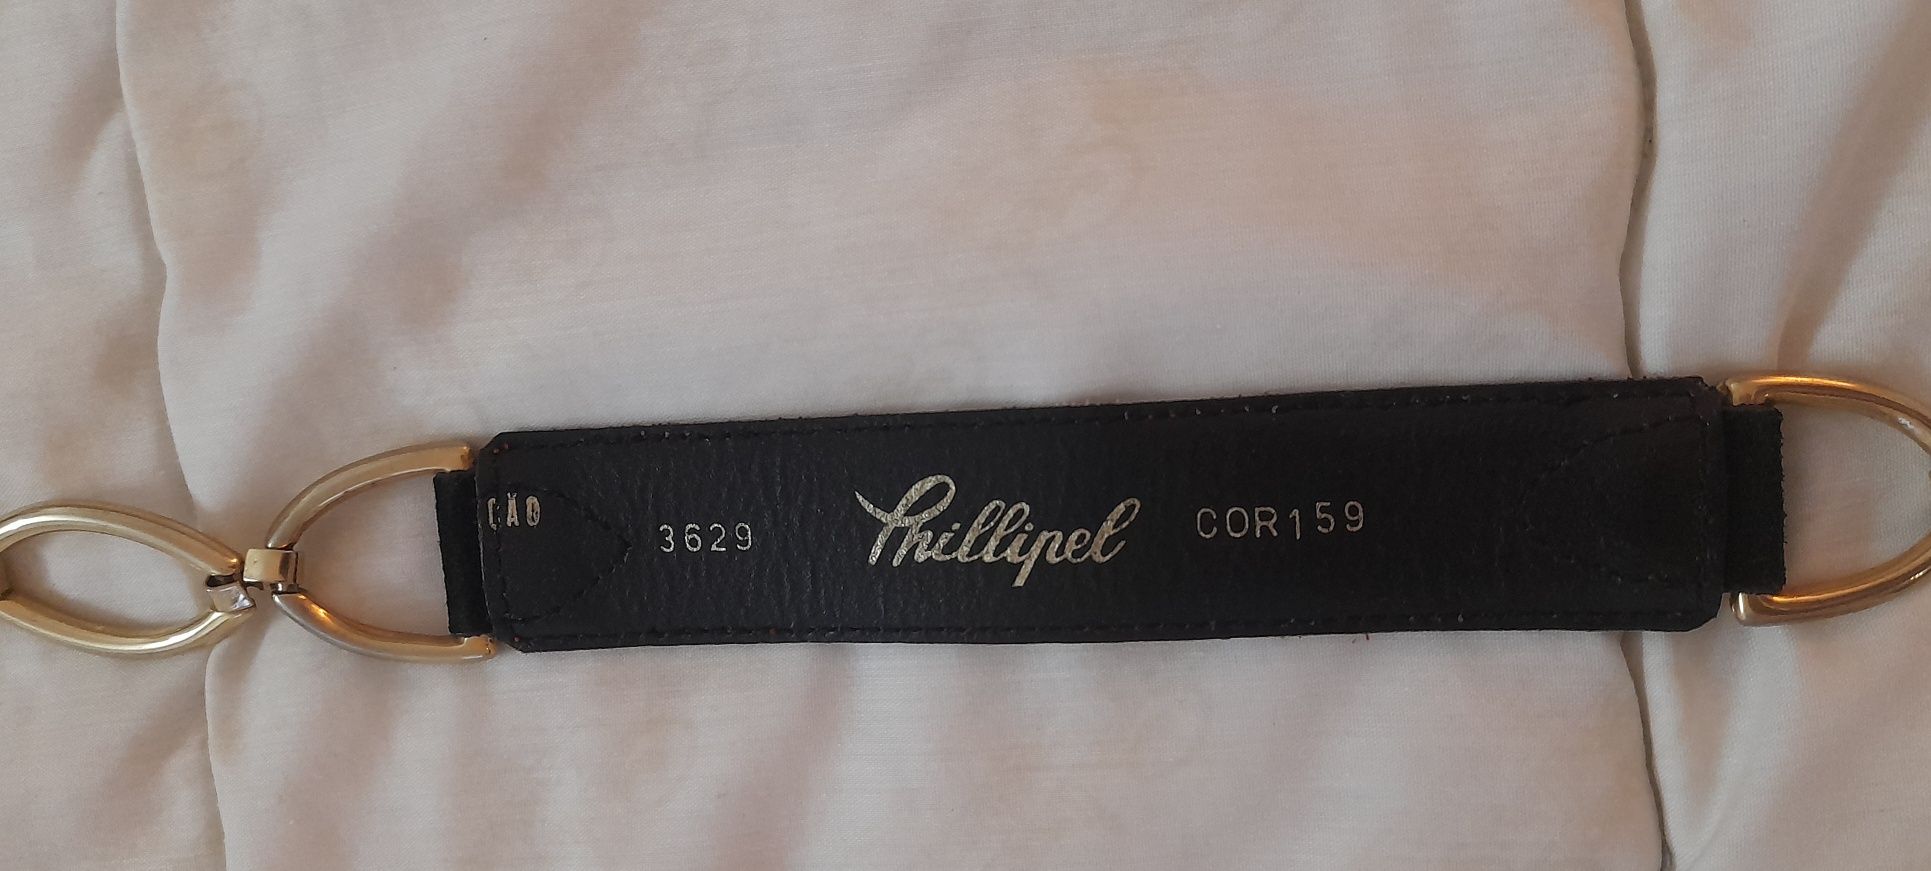 ÇÃO
3629
Phillipel
COR159